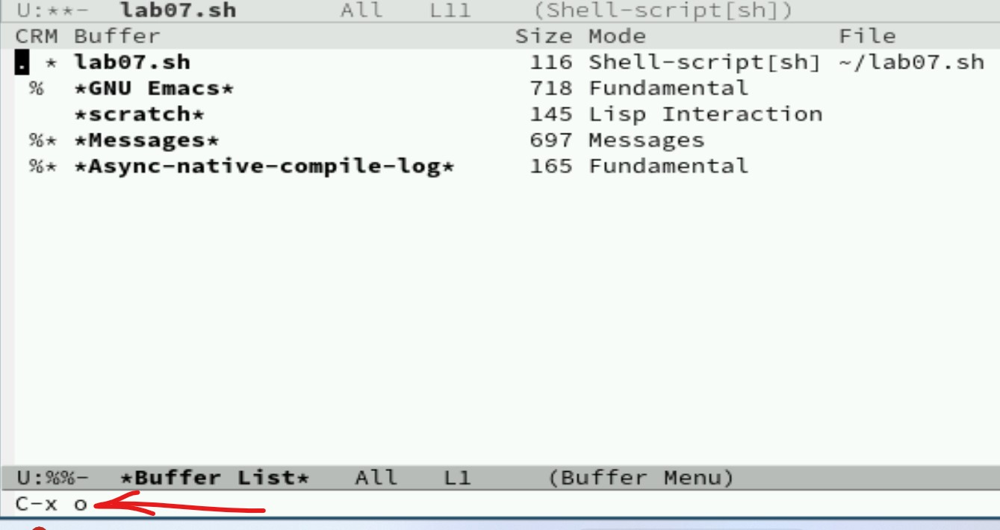 U:**-  lab07.sh       All   L11    (Shell-script[sh])
CRM Buffer                        Size Mode              File
. * lab07.sh                       116 Shell-script[sh] ~/lab07.sh
 %  *GNU Emacs*                    718 Fundamental
    *scratch*                      145 Lisp Interaction
 %* *Messages*                     697 Messages
 %* *Async-native-compile-log*     165 Fundamental
U:%%-  *Buffer List*   All   L1     (Buffer Menu)
C-x o